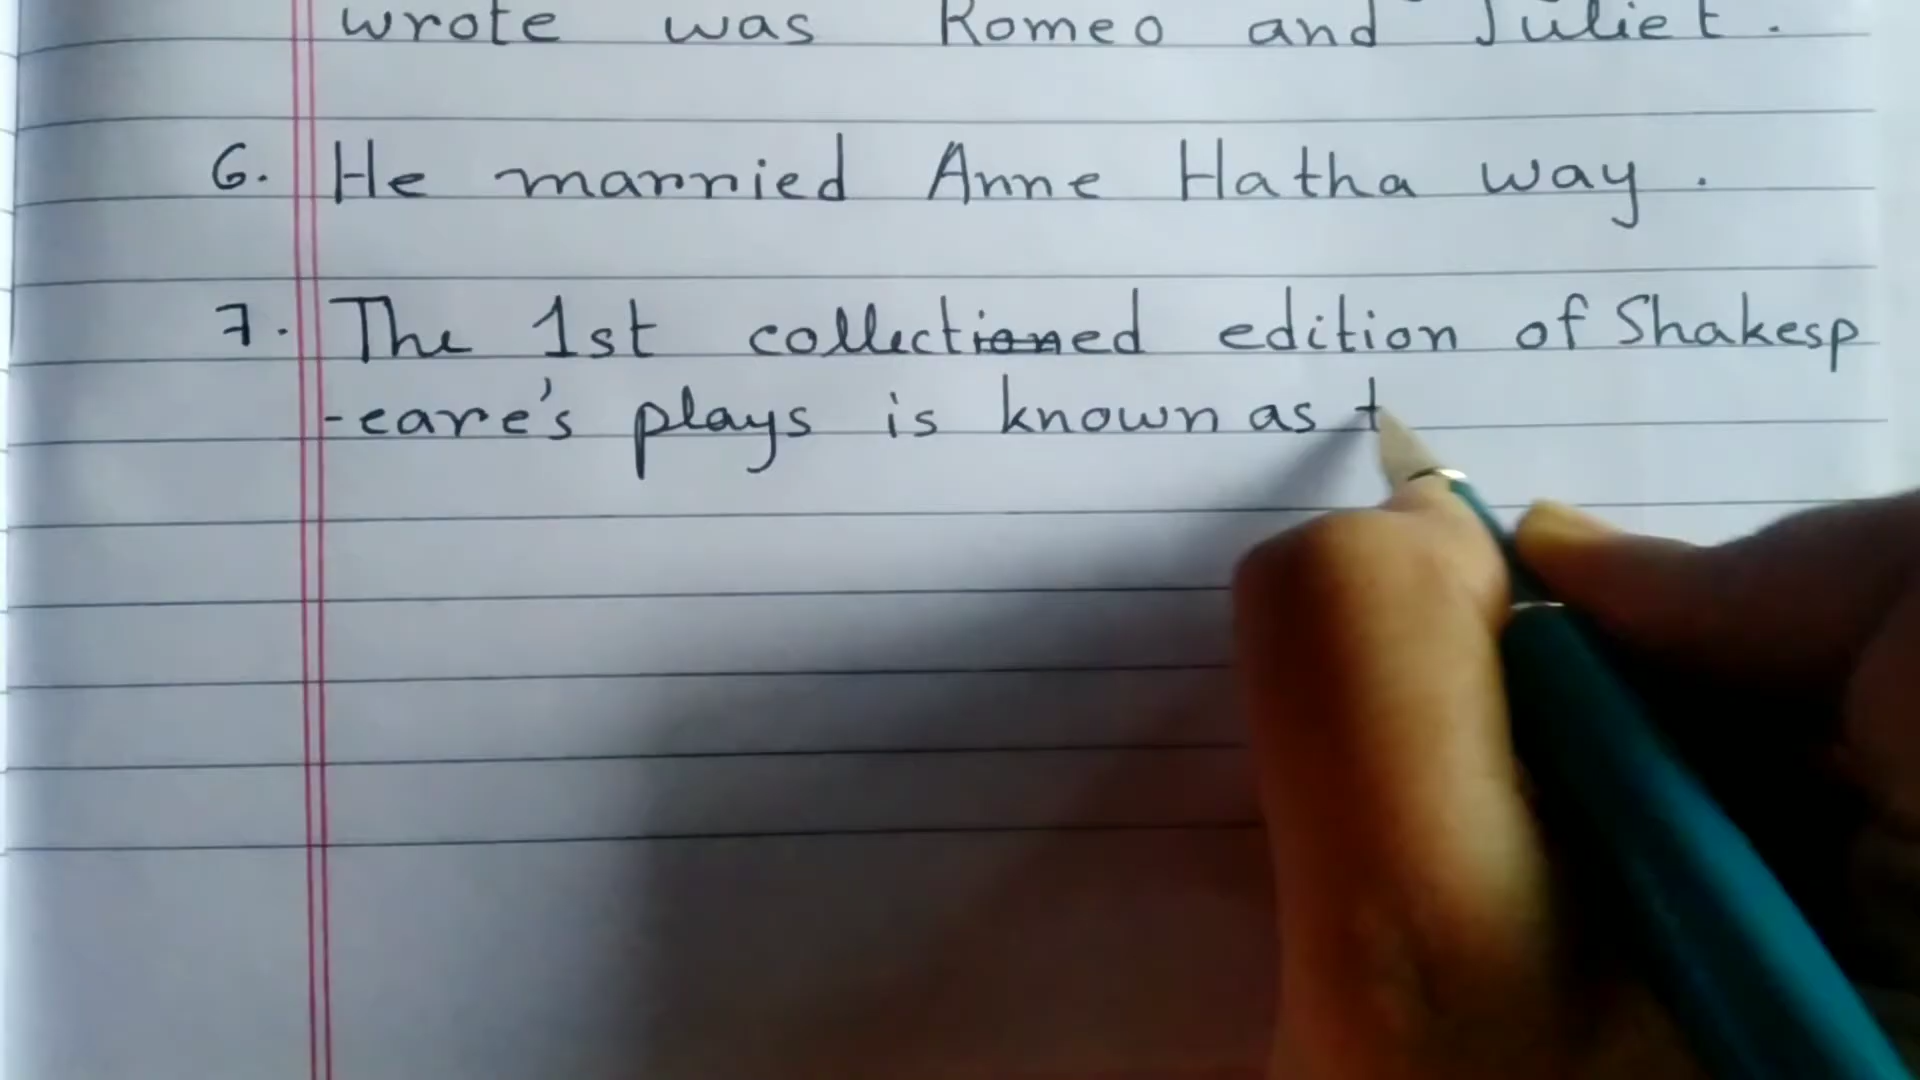 wrote was Romeo and Juliet.
6. He married Anne Hatha way.
7. The 1st collectioned edition of Shakesp
-eare's plays is known as t